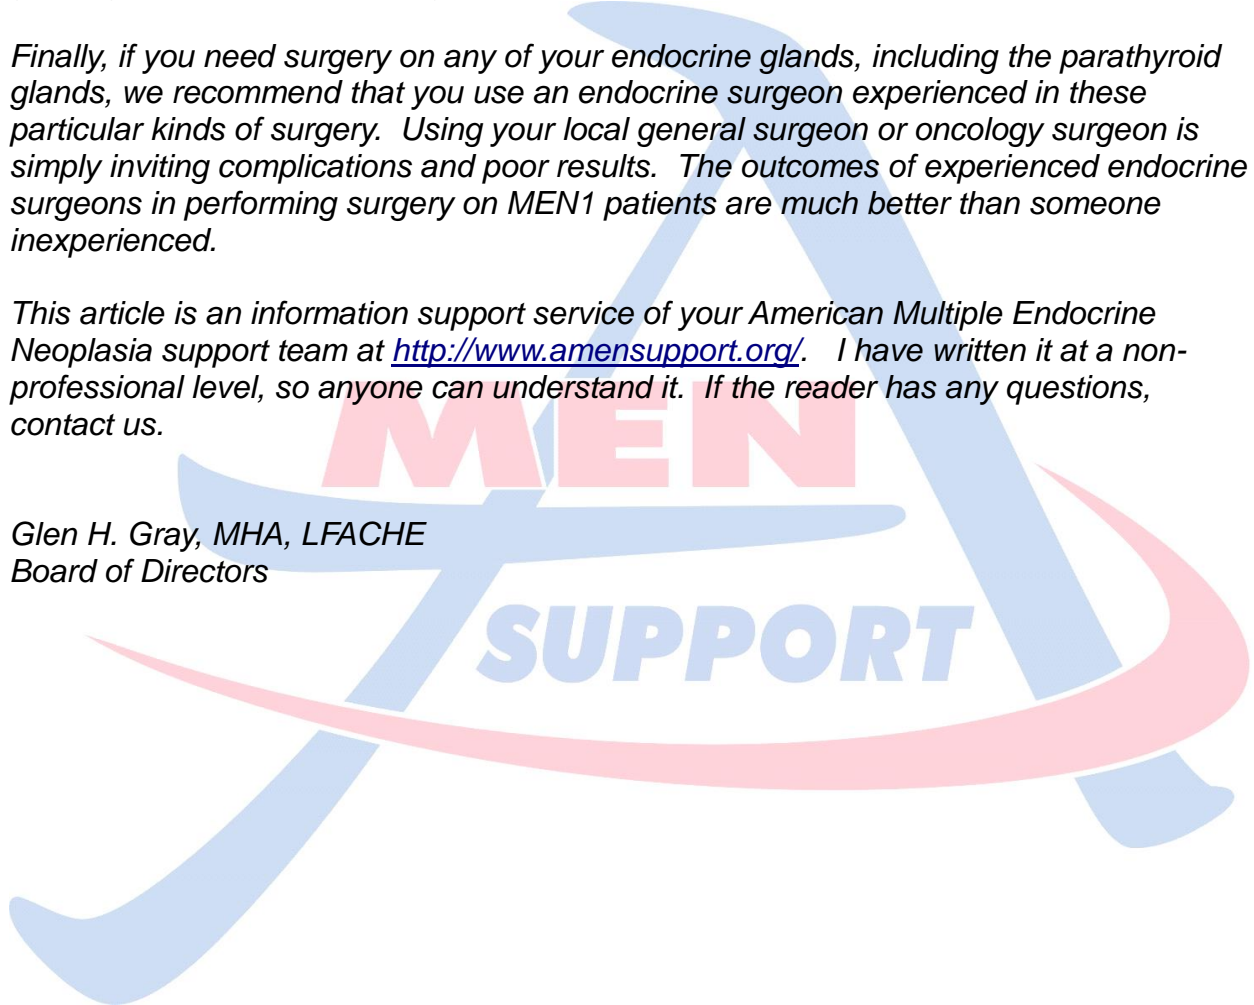 Finally, if you need surgery on any of your endocrine glands, including the parathyroid
glands, we recommend that you use an endocrine surgeon experienced in these
particular kinds of surgery.  Using your local general surgeon or oncology surgeon is
simply inviting complications and poor results.  The outcomes of experienced endocrine
surgeons in performing surgery on MEN1 patients are much better than someone
inexperienced.
This article is an information support service of your American Multiple Endocrine
Neoplasia support team at http://www.amensupport.org/.   I have written it at a non-
professional level, so anyone can understand it.  If the reader has any questions,
contact us.
MEN
Glen H. Gray, MHA, LFACHE
Board of Directors
SUPPORT